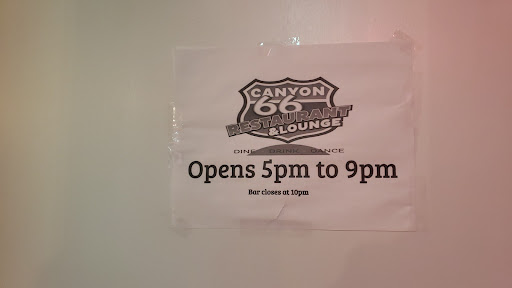 CANYON
66
RESTAURANT
& LOUNGE
DINE DRINK DANCE
Opens 5pm to 9pm
Bar closes at 10pm